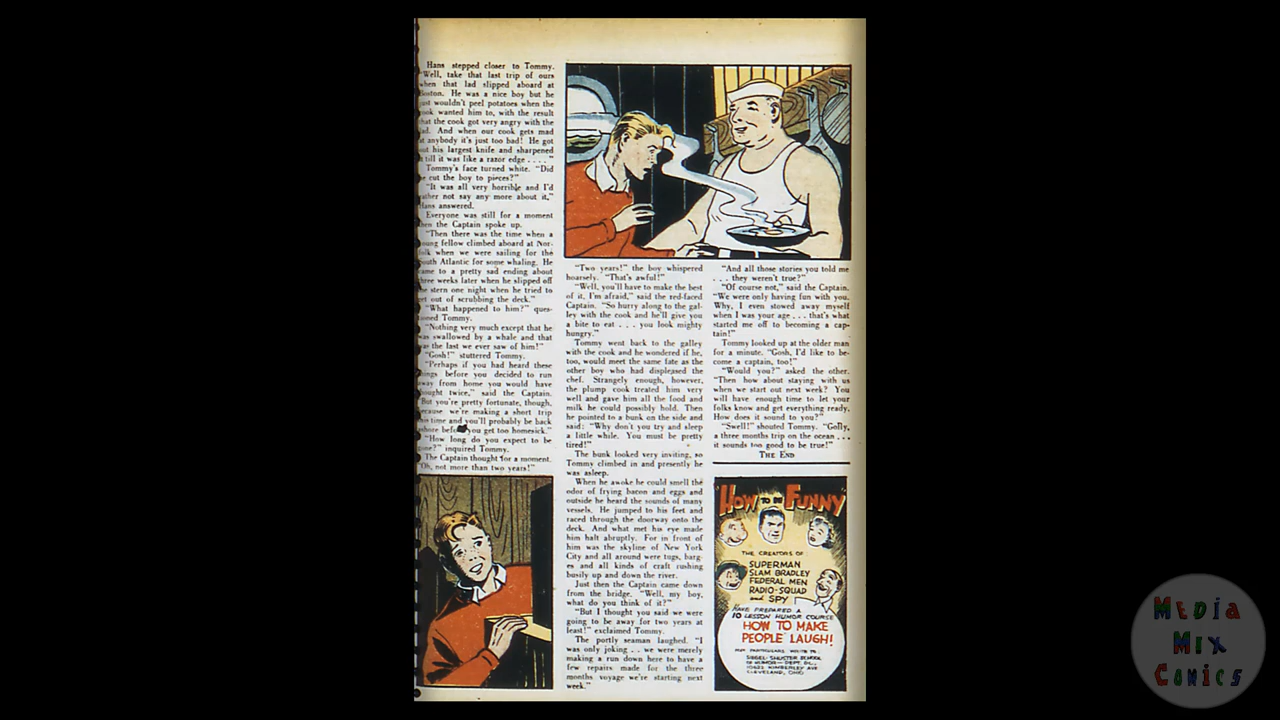 Hans stepped closer to Tommy.
"Well, take that last trip of ours
when that lad slipped aboard at
Boston. He was a nice boy but he
just wouldn't peel potatoes when the
cook wanted him to, with the result
that the cook got very angry with the
lad. And when our cook gets mad
at anybody it's just too bad! He got
out his largest knife and sharpened
it till it was like a razor edge . . . ."
Tommy's face turned white. "Did
he cut the boy to pieces?"
"It was all very horrible and I'd
rather not say any more about it,"
Hans answered.
Everyone was still for a moment
then the Captain spoke up.
"Then there was the time when a
young fellow climbed aboard at Nor-
folk when we were sailing for the
South Atlantic for some whaling. He
came to a pretty sad ending about
three weeks later when he slipped off
the stern one night when he tried to
get out of scrubbing the deck."
"What happened to him?" ques-
tioned Tommy.
"Nothing very much except that he
was swallowed by a whale and that
was the last we ever saw of him!"
"Gosh!" stuttered Tommy.
"Perhaps if you had heard these
things before you decided to run
away from home you would have
thought twice," said the Captain.
"But you're pretty fortunate, though,
because we're making a short trip
this time and you'll probably be back
ashore before you get too homesick."
"How long do you expect to be
gone?" inquired Tommy.
The Captain thought for a moment.
"Oh, not more than two years!"
"Two years!" the boy whispered
hoarsely. "That's awful!"
"Well, you'll have to make the best
of it, I'm afraid," said the red-faced
Captain. "So hurry along to the gal-
ley with the cook and he'll give you
a bite to eat . . . you look mighty
hungry."
Tommy went back to the galley
with the cook and he wondered if he,
too, would meet the same fate as the
other boy who had displeased the
chef. Strangely enough, however,
the plump cook treated him very
well and gave him all the food and
milk he could possibly hold. Then
he pointed to a bunk on the side and
said: "Why don't you try and sleep
a little while. You must be pretty
tired!"
The bunk looked very inviting, so
Tommy climbed in and presently he
was asleep.
When he awoke he could smell the
odor of frying bacon and eggs and
outside he heard the sounds of many
vessels. He jumped to his feet and
raced through the doorway onto the
deck. And what met his eye made
him halt abruptly. For in front of
him was the skyline of New York
City and all around were tugs, barg-
es and all kinds of craft rushing
busily up and down the river.
Just then the Captain came down
from the bridge. "Well, my boy,
what do you think of it?"
"But I thought you said we were
going to be away for two years at
least!" exclaimed Tommy.
The portly seaman laughed. "I
was only joking . . we were merely
making a run down here to have a
few repairs made for the three
months voyage we're starting next
week."
"And all those stories you told me
. . . they weren't true?"
"Of course not," said the Captain.
"We were only having fun with you.
Why, I even stowed away myself
when I was your age . . . that's what
started me off to becoming a cap-
tain!"
Tommy looked up at the older man
for a minute. "Gosh, I'd like to be-
come a captain, too!"
"Would you?" asked the other.
"Then how about staying with us
when we start out next week? You
will have enough time to let your
folks know and get everything ready.
How does it sound to you?"
"Swell!" shouted Tommy. "Golly,
a three months trip on the ocean . . .
it sounds too good to be true!"
THE END
HOW TO BE FUNNY
THE CREATORS OF
SUPERMAN
SLAM BRADLEY
FEDERAL MEN
RADIO-SQUAD
and SPY
HAVE PREPARED A
10 LESSON HUMOR COURSE
HOW TO MAKE
PEOPLE LAUGH!
FOR PARTICULARS WRITE TO:
SIEGEL-SHUSTER SCHOOL
OF HUMOR - DEPT. D1,
10622 KIMBERLEY AVE
CLEVELAND, OHIO
MEDiA
MiX
COMiCS